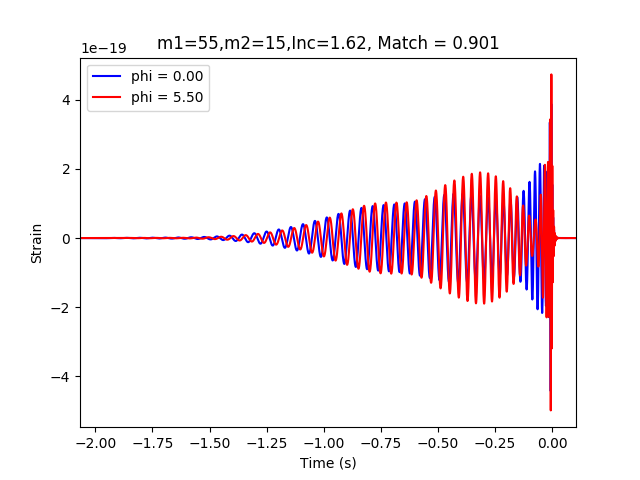 m1=55,m2=15,Inc=1.62, Match = 0.901
1e−19
phi = 0.00
phi = 5.50
4
2
0
−2
−4
Strain
−2.00 −1.75 −1.50 −1.25 −1.00 −0.75 −0.50 −0.25 0.00
Time (s)